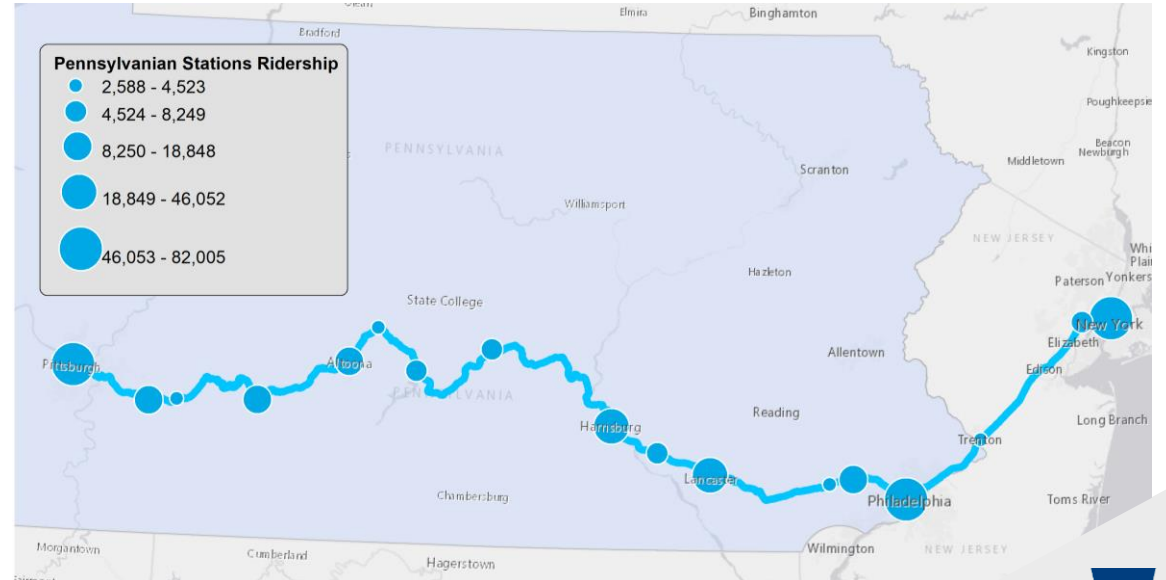 Elmira
Binghamton
Bradford
Kingston
Pennsylvanian Stations Ridership
2,588 - 4,523
4,524 - 8,249
8,250 - 18,848
18,849 - 46,052
46,053 - 82,005
Poughkeepsie
PENNSYLVANIA
Beacon
Newburgh
Middletown
Scranton
Williamsport
NEW JERSEY
Whi
Plai
Hazleton
Paterson
Yonkers
State College
New York
Elizabeth
Pittsburgh
Altoona
Allentown
Edison
PENNSYLVANIA
Reading
Long Branch
Harrisburg
Trenton
Lancaster
Chambersburg
Philadelphia
Toms River
Morgantown
Cumberland
Wilmington
NEW JERSEY
Hagerstown